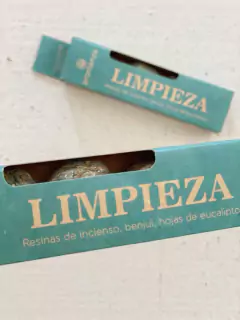 LIMPIEZA
LIMPIEZA
Resinas de incienso, benjuí, hojas de eucalipto